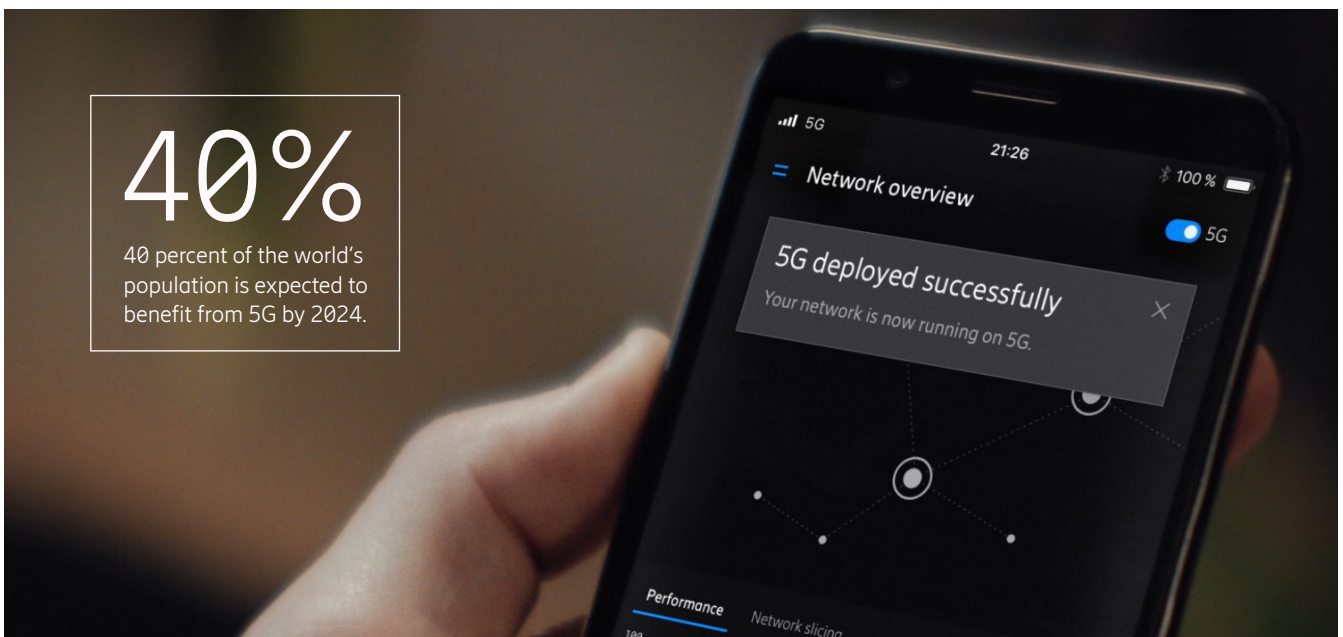 40%
40 percent of the world's
population is expected to
benefit from 5G by 2024.
5G
21:26
100 %
Network overview
5G
5G deployed successfully
Your network is now running on 5G.
Performance
Network slicing
100